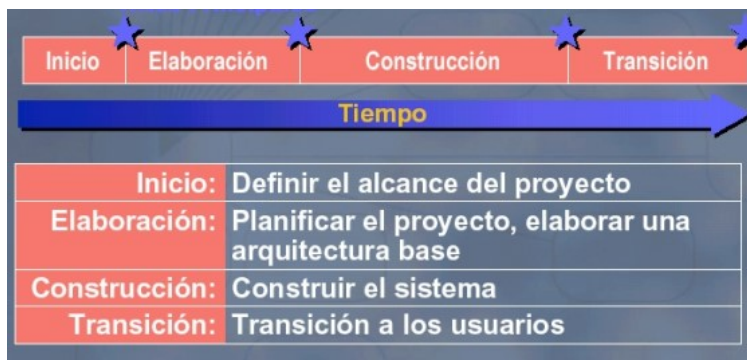 Inicio Elaboración Construcción Transición
Tiempo
Inicio: Definir el alcance del proyecto
Elaboración: Planificar el proyecto, elaborar una
arquitectura base
Construcción: Construir el sistema
Transición: Transición a los usuarios